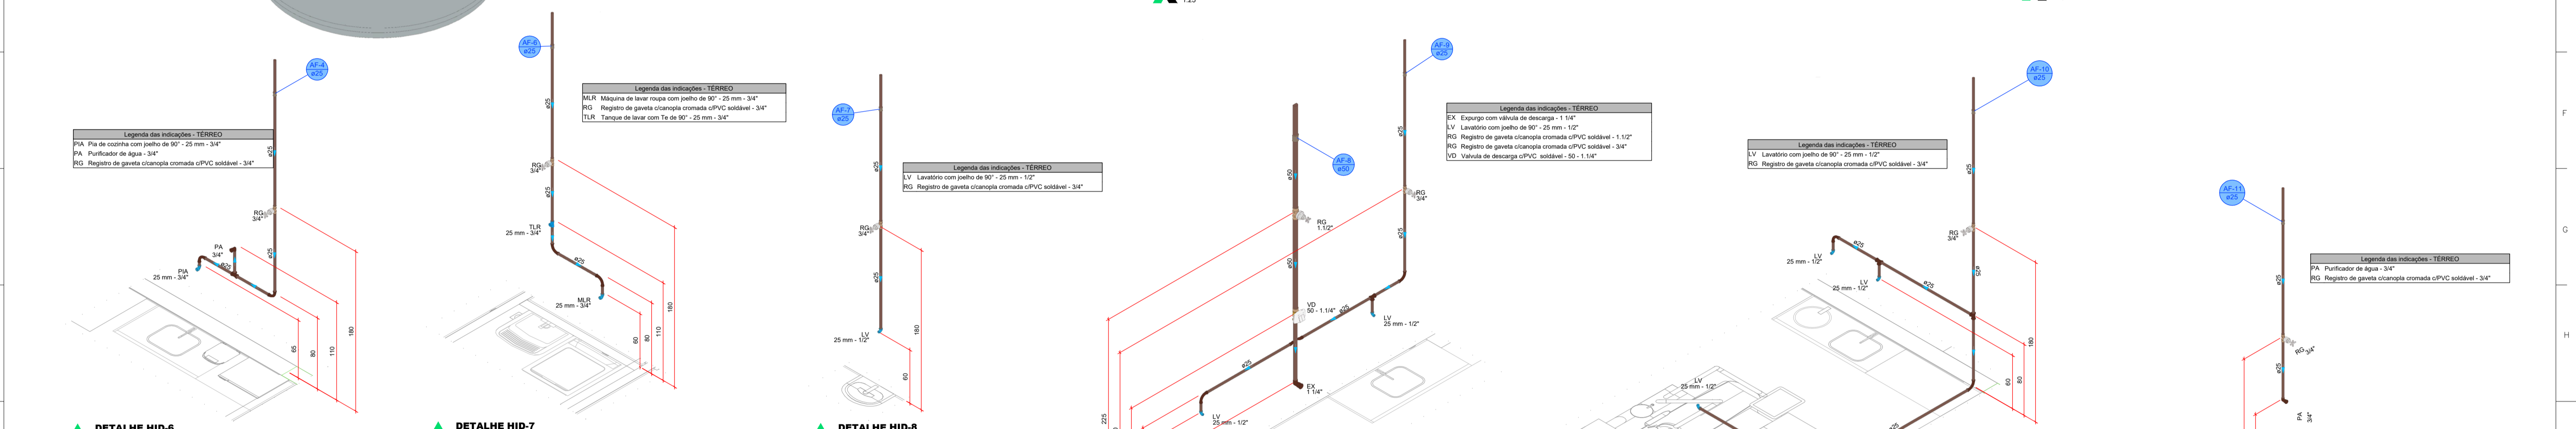 1:25
AF-4
ø25
Legenda das indicações - TÉRREO
PIA Pia de cozinha com joelho de 90° - 25 mm - 3/4"
PA Purificador de água - 3/4"
RG Registro de gaveta c/canopla cromada c/PVC soldável - 3/4"
ø25
RG
3/4"
ø25
PA
3/4"
ø25
PIA
25 mm - 3/4"
65
80
110
180
DETALHE HID-6
AF-6
ø25
Legenda das indicações - TÉRREO
MLR Máquina de lavar roupa com joelho de 90° - 25 mm - 3/4"
RG Registro de gaveta c/canopla cromada c/PVC soldável - 3/4"
TLR Tanque de lavar com Te de 90° - 25 mm - 3/4"
ø25
RG
3/4"
ø25
TLR
25 mm - 3/4"
ø25
MLR
25 mm - 3/4"
60
80
110
180
DETALHE HID-7
AF-7
ø25
Legenda das indicações - TÉRREO
LV Lavatório com joelho de 90° - 25 mm - 1/2"
RG Registro de gaveta c/canopla cromada c/PVC soldável - 3/4"
ø25
RG
3/4"
ø25
LV
25 mm - 1/2"
180
60
DETALHE HID-8
AF-9
ø25
AF-8
ø50
Legenda das indicações - TÉRREO
EX Expurgo com válvula de descarga - 1 1/4"
LV Lavatório com joelho de 90° - 25 mm - 1/2"
RG Registro de gaveta c/canopla cromada c/PVC soldável - 1.1/2"
RG Registro de gaveta c/canopla cromada c/PVC soldável - 3/4"
VD Valvula de descarga c/PVC soldável - 50 - 1.1/4"
ø25
ø50
RG
3/4"
RG
1.1/2"
ø25
ø50
VD
50 - 1.1/4"
ø25
LV
25 mm - 1/2"
ø25
EX
1 1/4"
LV
25 mm - 1/2"
225
AF-10
ø25
Legenda das indicações - TÉRREO
LV Lavatório com joelho de 90° - 25 mm - 1/2"
RG Registro de gaveta c/canopla cromada c/PVC soldável - 3/4"
ø25
RG
3/4"
ø25
LV
25 mm - 1/2"
ø25
LV
25 mm - 1/2"
ø25
LV
25 mm - 1/2"
ø25
60
80
180
AF-11
ø25
Legenda das indicações - TÉRREO
PA Purificador de água - 3/4"
RG Registro de gaveta c/canopla cromada c/PVC soldável - 3/4"
ø25
RG 3/4"
ø25
PA
3/4"
F
G
H